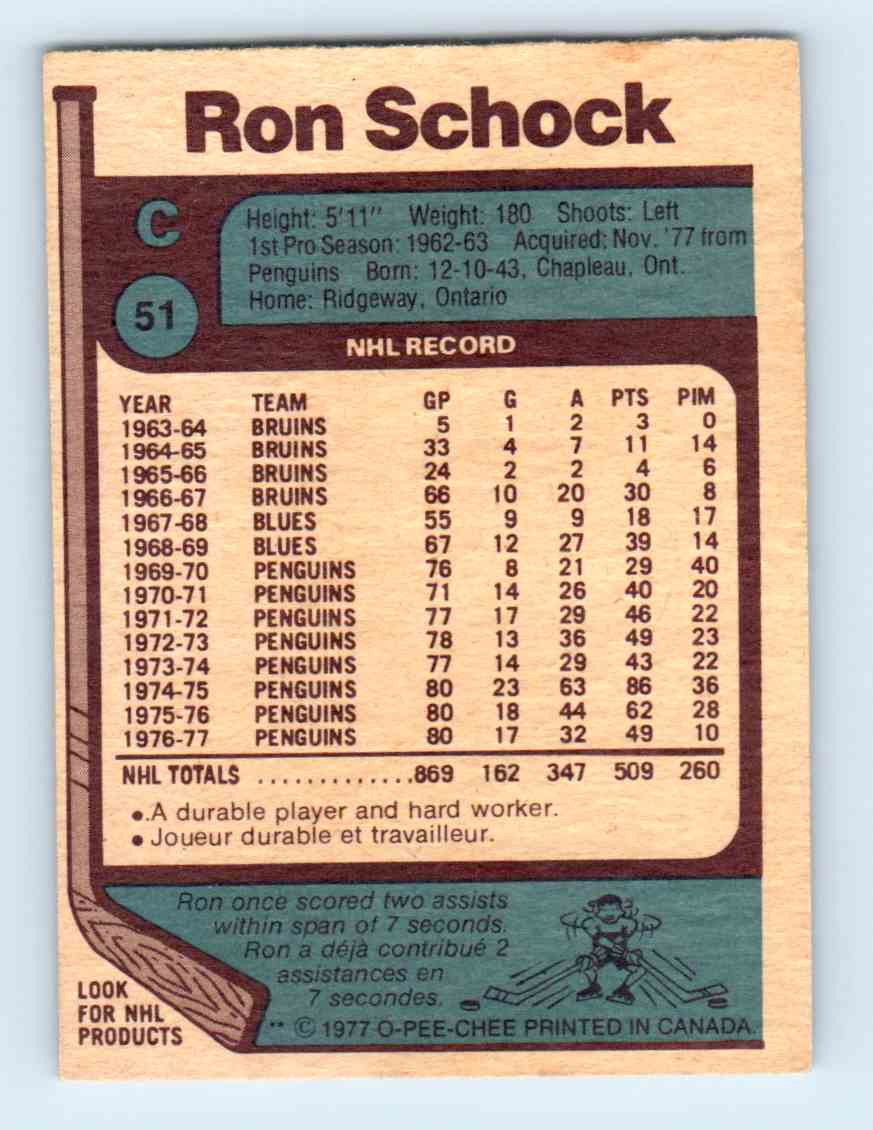 Ron Schock
C
Height: 5'11" Weight: 180 Shoots: Left
1st Pro Season: 1962-63 Acquired: Nov. '77 from
Penguins Born: 12-10-43, Chapleau, Ont.
Home: Ridgeway, Ontario
51
NHL RECORD
YEAR TEAM GP G A PTS PIM
1963-64 BRUINS 5 1 2 3 0
1964-65 BRUINS 33 4 7 11 14
1965-66 BRUINS 24 2 2 4 6
1966-67 BRUINS 66 10 20 30 8
1967-68 BLUES 55 9 9 18 17
1968-69 BLUES 67 12 27 39 14
1969-70 PENGUINS 76 8 21 29 40
1970-71 PENGUINS 71 14 26 40 20
1971-72 PENGUINS 77 17 29 46 22
1972-73 PENGUINS 78 13 36 49 23
1973-74 PENGUINS 77 14 29 43 22
1974-75 PENGUINS 80 23 63 86 36
1975-76 PENGUINS 80 18 44 62 28
1976-77 PENGUINS 80 17 32 49 10
NHL TOTALS .............869 162 347 509 260
•.A durable player and hard worker.
• Joueur durable et travailleur.
Ron once scored two assists
within span of 7 seconds.
Ron a déjà contribué 2
assistances en
7 secondes.
LOOK
FOR NHL
PRODUCTS
** © 1977 O-PEE-CHEE PRINTED IN CANADA.